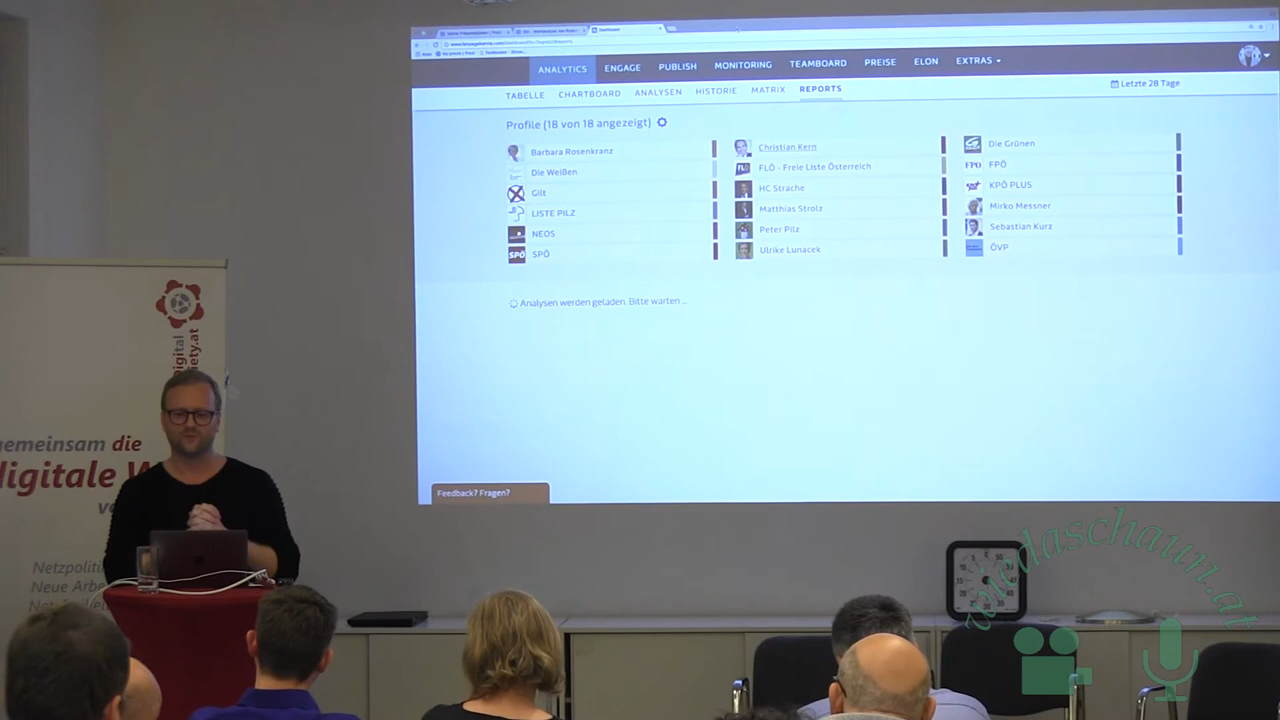 ANALYTICS ENGAGE PUBLISH MONITORING TEAMBOARD PREISE ELON EXTRAS
TABELLE CHARTBOARD ANALYSEN HISTORIE MATRIX REPORTS
Letzte 28 Tage
Profile (18 von 18 angezeigt)
Barbara Rosenkranz
Christian Kern
Die Grünen
Die Weißen
FLÖ - Freie Liste Österreich
FPÖ
FPÖ
Gilt
HC Strache
KPÖ PLUS
LISTE PILZ
Matthias Strolz
Mirko Messner
NEOS
Peter Pilz
Sebastian Kurz
SPÖ
SPÖ
Ulrike Lunacek
ÖVP
Analysen werden geladen. Bitte warten ...
Feedback? Fragen?
gemeinsam die
digitale
Netzpoliti
Neue Arbe
wiedaschaun.at